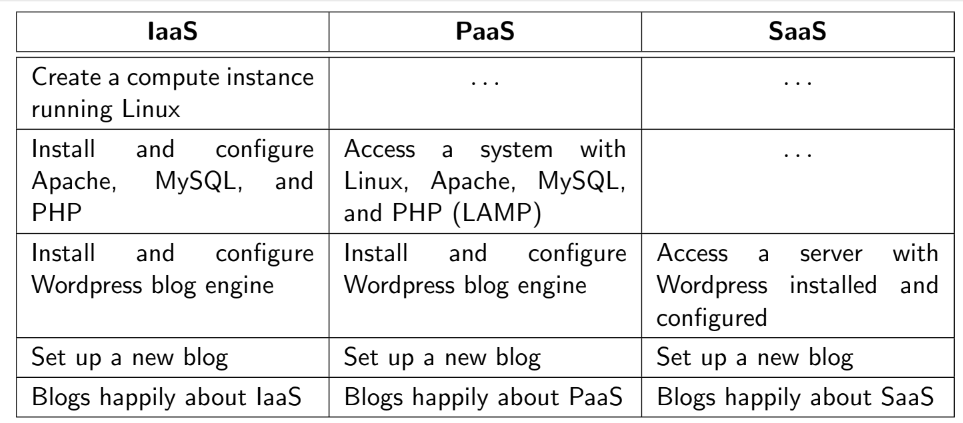 IaaS PaaS SaaS
Create a compute instance running Linux
. . .
. . .
Install and configure Apache, MySQL, and PHP
Access a system with Linux, Apache, MySQL, and PHP (LAMP)
. . .
Install and configure Wordpress blog engine
Install and configure Wordpress blog engine
Access a server with Wordpress installed and configured
Set up a new blog
Set up a new blog
Set up a new blog
Blogs happily about IaaS
Blogs happily about PaaS
Blogs happily about SaaS